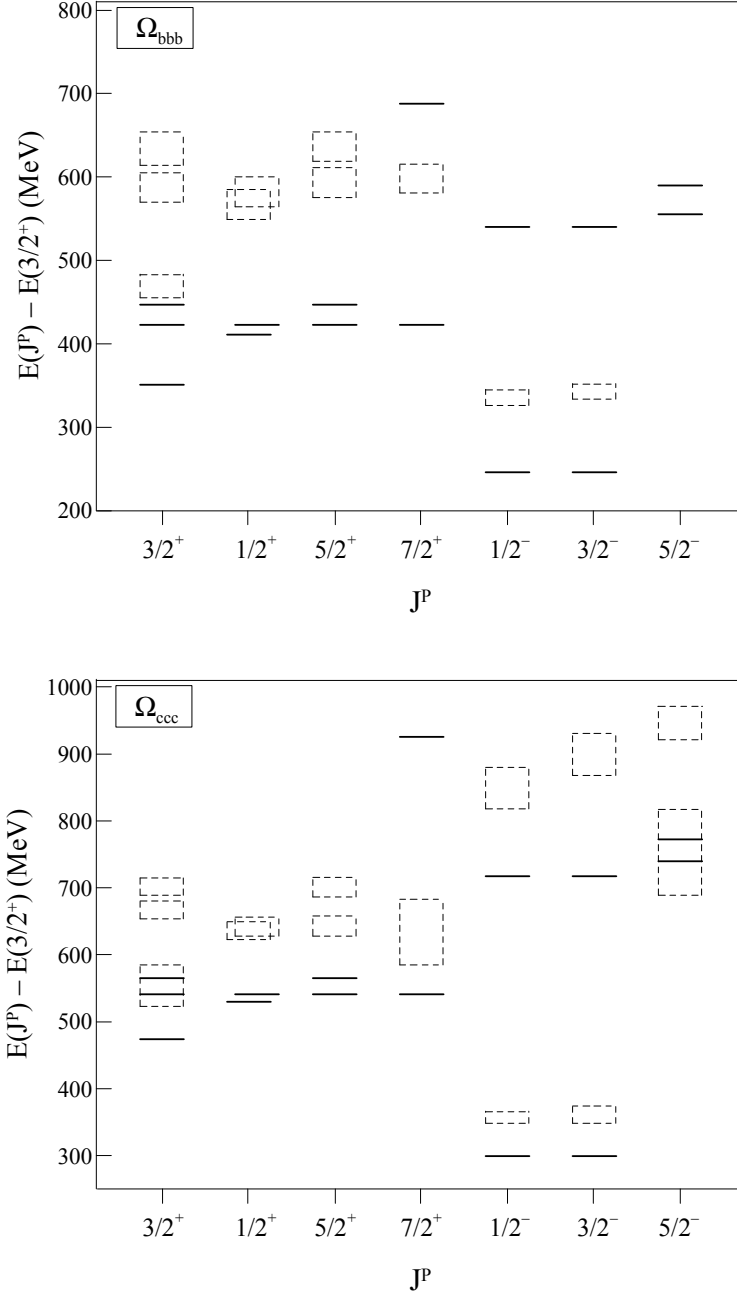 Ω_bbb
E(J^P) – E(3/2^+) (MeV)
800
700
600
500
400
300
200
3/2^+ 1/2^+ 5/2^+ 7/2^+ 1/2^- 3/2^- 5/2^-
J^P
Ω_ccc
E(J^P) – E(3/2^+) (MeV)
1000
900
800
700
600
500
400
300
3/2^+ 1/2^+ 5/2^+ 7/2^+ 1/2^- 3/2^- 5/2^-
J^P